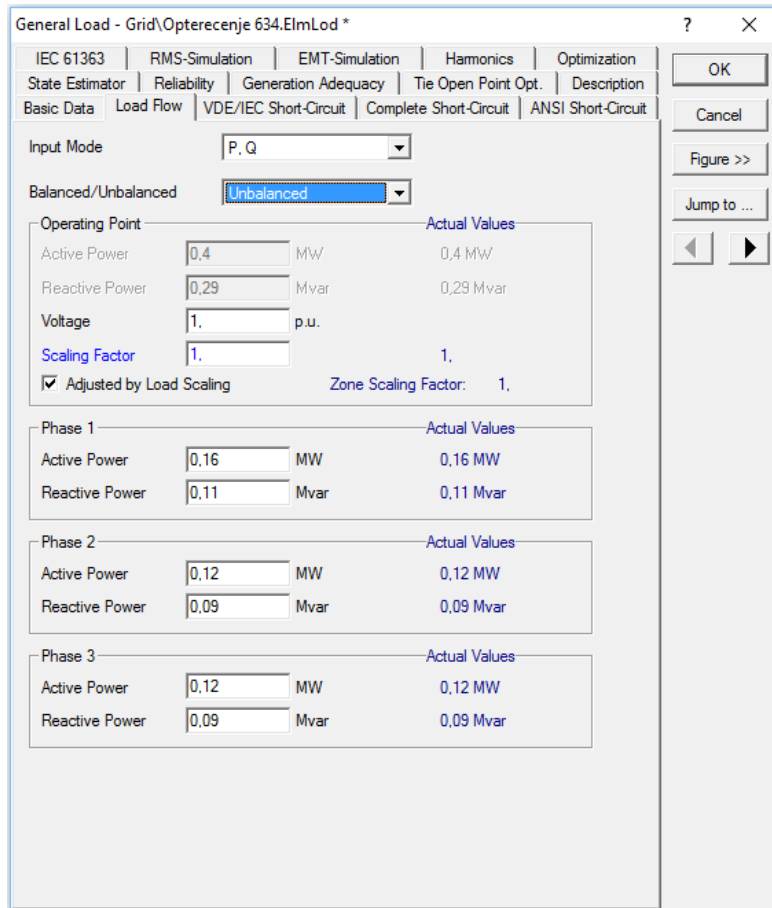 General Load - Grid\Opterecenje 634.ElmLod *
IEC 61363 RMS-Simulation EMT-Simulation Harmonics Optimization
State Estimator Reliability Generation Adequacy Tie Open Point Opt. Description
Basic Data Load Flow VDE/IEC Short-Circuit Complete Short-Circuit ANSI Short-Circuit
OK
Cancel
Figure >>
Jump to ...
Input Mode P, Q
Balanced/Unbalanced Unbalanced
Operating Point Actual Values
Active Power 0,4 MW 0,4 MW
Reactive Power 0,29 Mvar 0,29 Mvar
Voltage 1, p.u.
Scaling Factor 1, 1,
Adjusted by Load Scaling Zone Scaling Factor: 1,
Phase 1 Actual Values
Active Power 0,16 MW 0,16 MW
Reactive Power 0,11 Mvar 0,11 Mvar
Phase 2 Actual Values
Active Power 0,12 MW 0,12 MW
Reactive Power 0,09 Mvar 0,09 Mvar
Phase 3 Actual Values
Active Power 0,12 MW 0,12 MW
Reactive Power 0,09 Mvar 0,09 Mvar